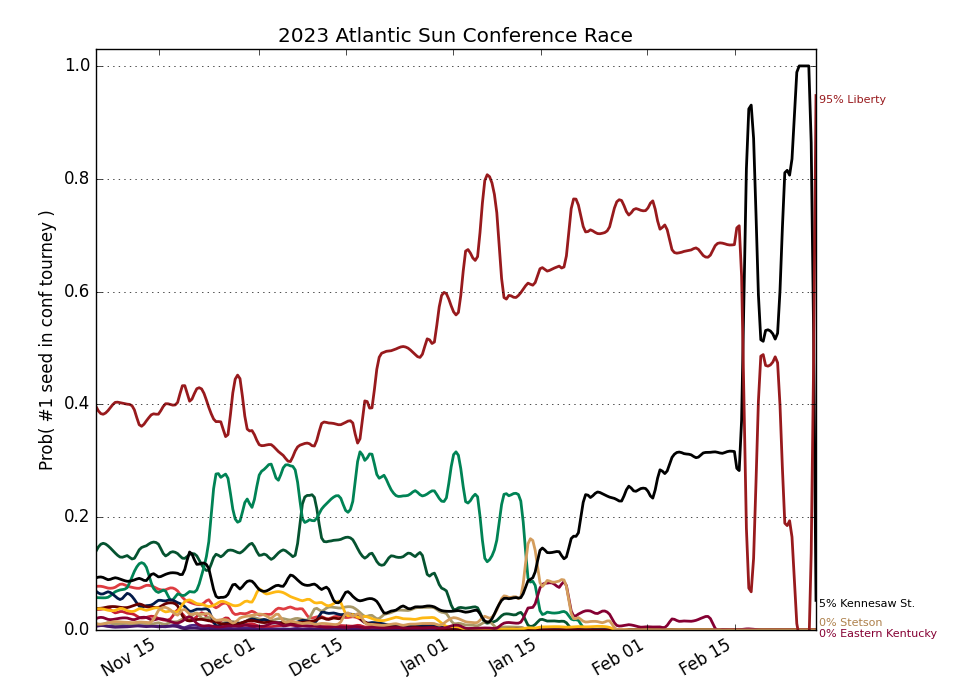 2023 Atlantic Sun Conference Race
Prob( #1 seed in conf tourney )
1.0
0.8
0.6
0.4
0.2
0.0
Nov 15
Dec 01
Dec 15
Jan 01
Jan 15
Feb 01
Feb 15
95% Liberty
5% Kennesaw St.
0% Stetson
0% Eastern Kentucky